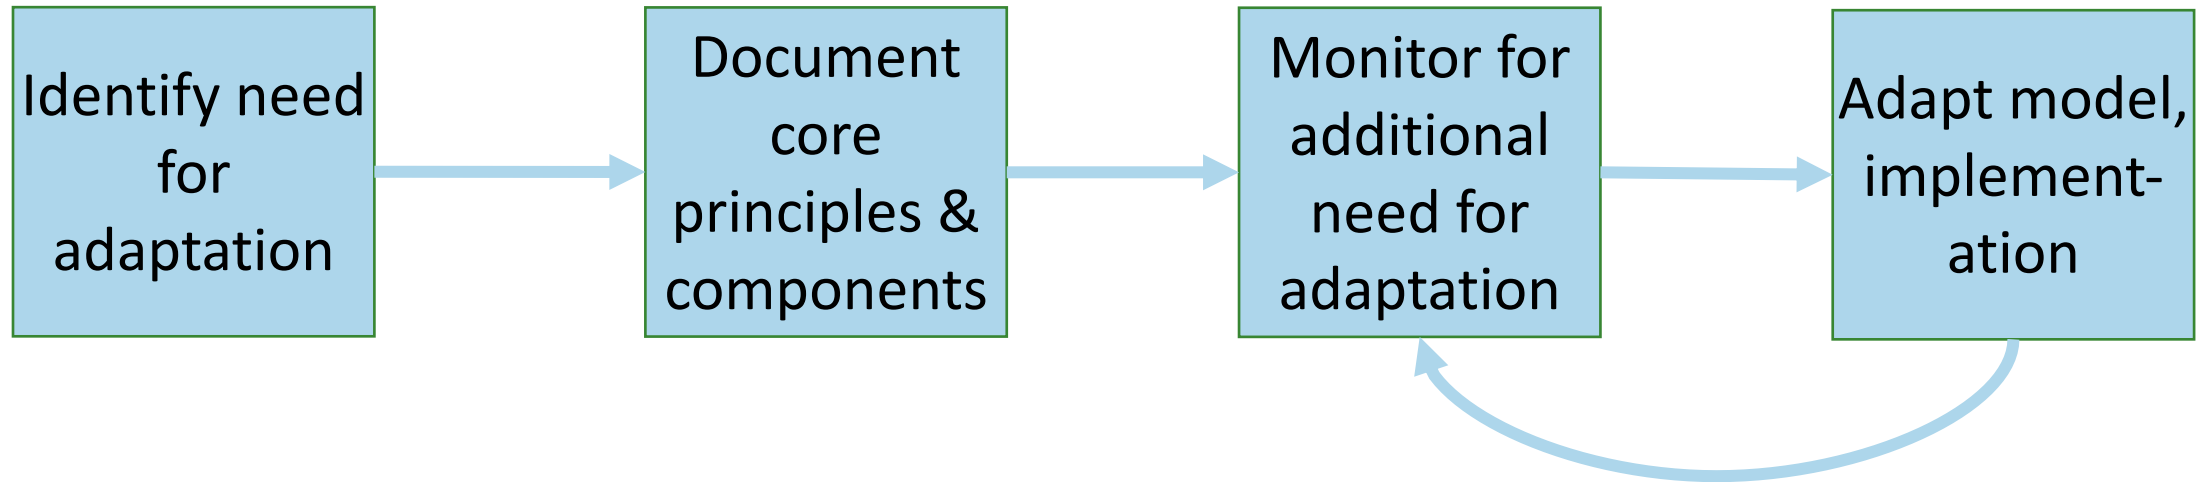 Identify need
for
adaptation
Document
core
principles &
components
Monitor for
additional
need for
adaptation
Adapt model,
implement-
ation